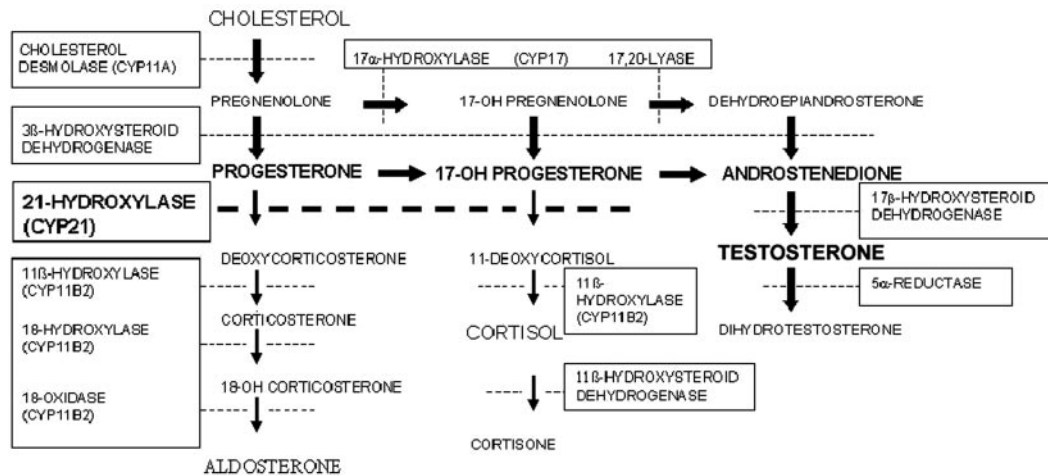 CHOLESTEROL
CHOLESTEROL
DESMOLASE (CYP11A)
17α-HYDROXYLASE (CYP17) 17,20-LYASE
PREGNENOLONE
17-OH PREGNENOLONE
DEHYDROEPIANDROSTERONE
3ß-HYDROXYSTEROID
DEHYDROGENASE
PROGESTERONE
17-OH PROGESTERONE
ANDROSTENEDIONE
21-HYDROXYLASE
(CYP21)
17β-HYDROXYSTEROID
DEHYDROGENASE
DEOXYCORTICOSTERONE
11-DEOXYCORTISOL
TESTOSTERONE
11ß-HYDROXYLASE
(CYP11B2)
11ß-
HYDROXYLASE
(CYP11B2)
5α-REDUCTASE
CORTICOSTERONE
CORTISOL
DIHYDROTESTOSTERONE
18-HYDROXYLASE
(CYP11B2)
18-OH CORTICOSTERONE
11ß-HYDROXYSTEROID
DEHYDROGENASE
18-OXIDASE
(CYP11B2)
CORTISONE
ALDOSTERONE